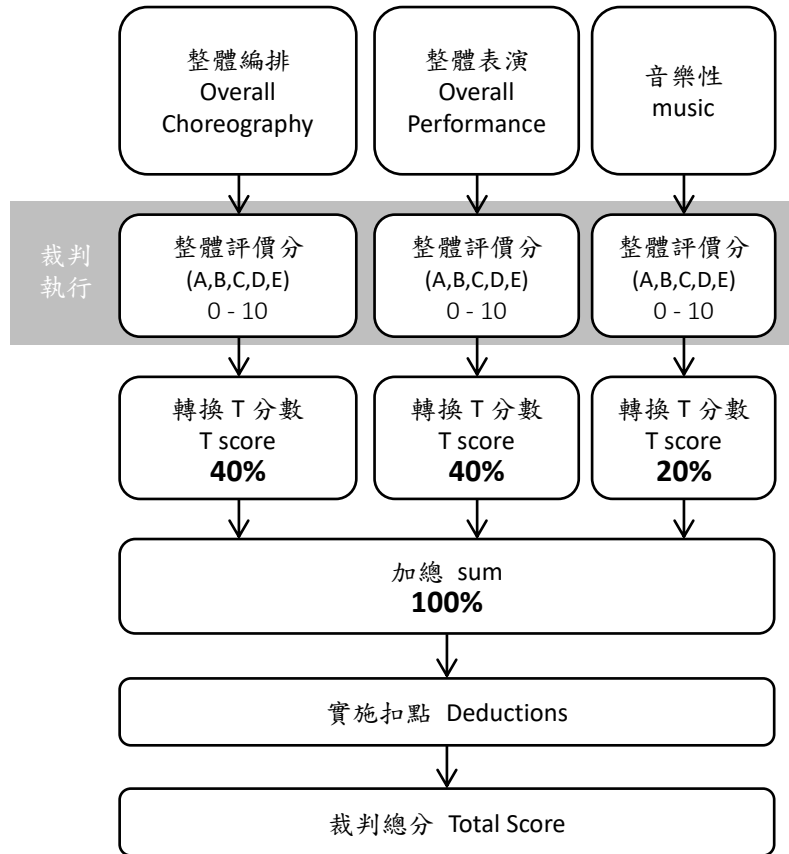 整體編排
Overall
Choreography
整體表演
Overall
Performance
音樂性
music
裁判
執行
整體評價分
(A,B,C,D,E)
0 - 10
整體評價分
(A,B,C,D,E)
0 - 10
整體評價分
(A,B,C,D,E)
0 - 10
轉換 T 分數
T score
40%
轉換 T 分數
T score
40%
轉換 T 分數
T score
20%
加總 sum
100%
實施扣點 Deductions
裁判總分 Total Score